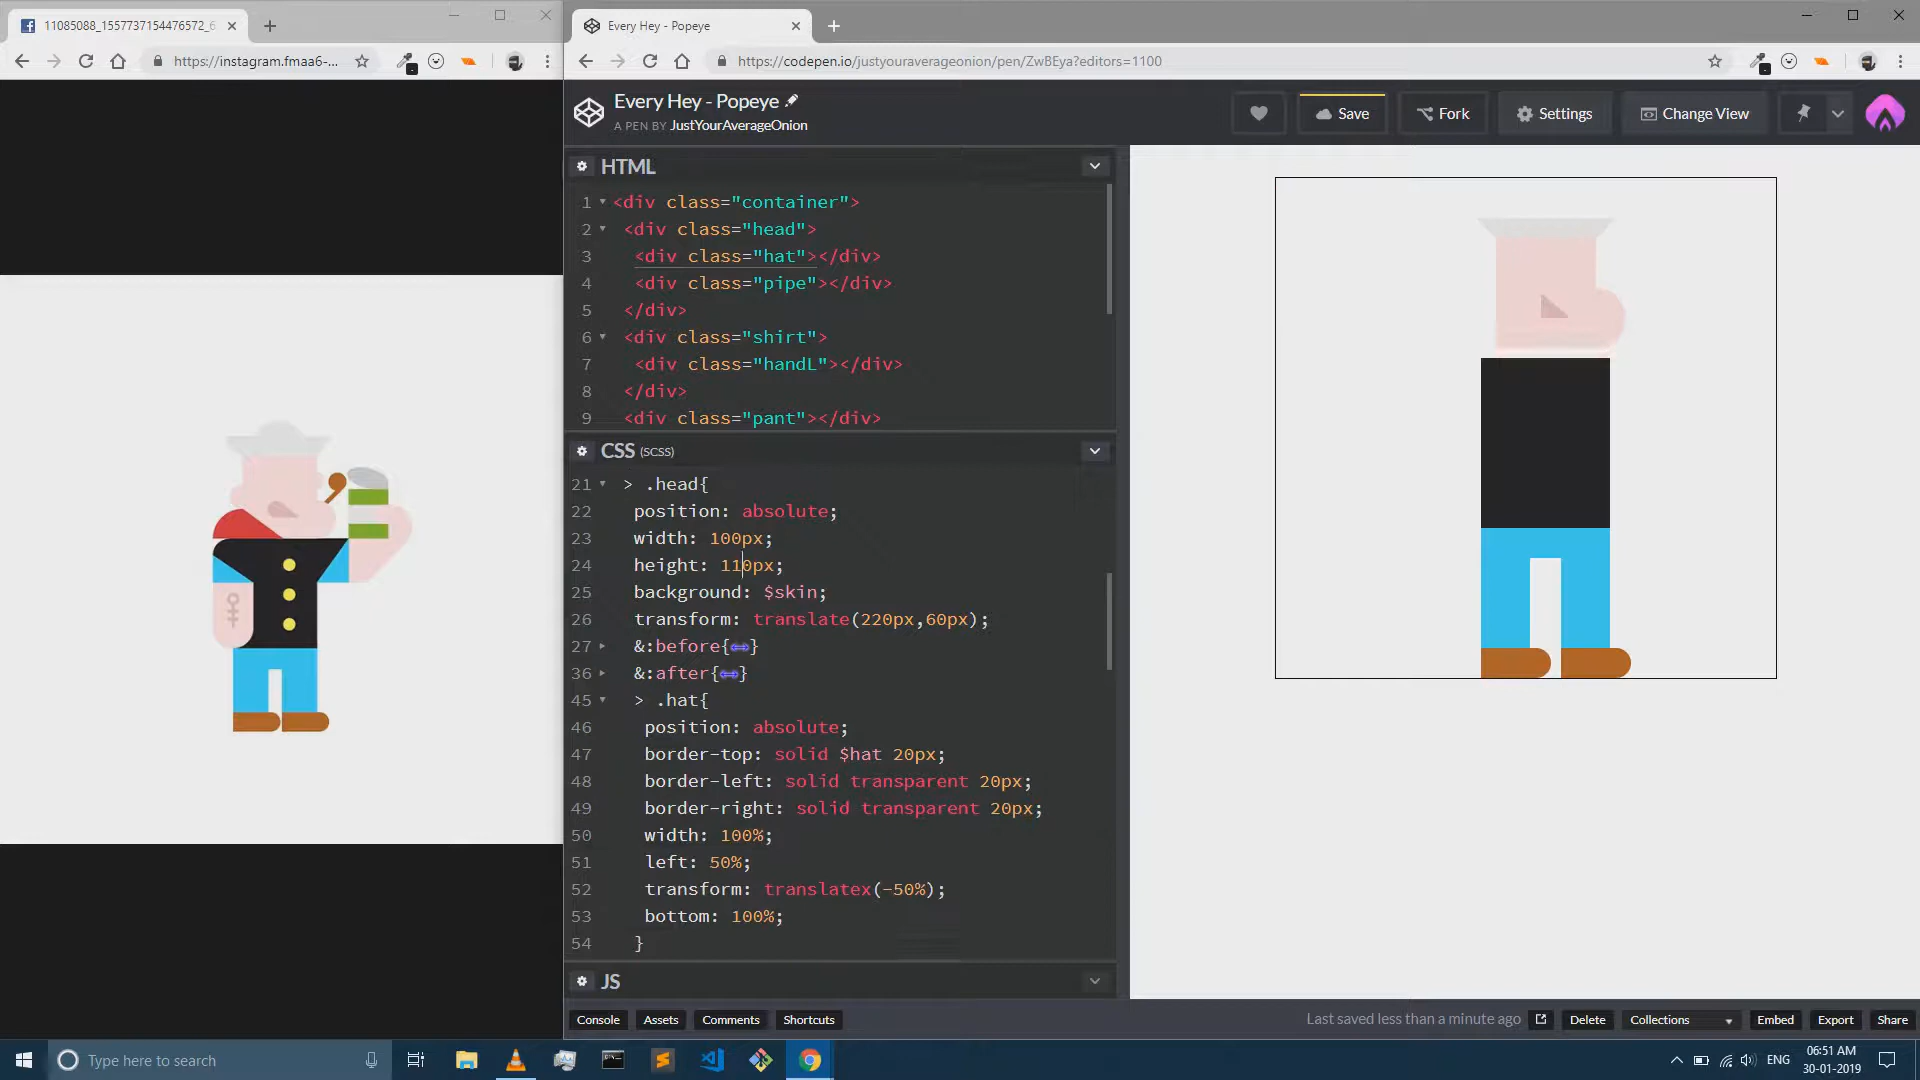 11085088_1557737154476572_6
https://instagram.fmaa6-...
Every Hey - Popeye
https://codepen.io/justyouraverageonion/pen/ZwBEya?editors=1100
Every Hey - Popeye
A PEN BY JustYourAverageOnion
Save
Fork
Settings
Change View
HTML
1 <div class="container">
2 <div class="head">
3 <div class="hat"></div>
4 <div class="pipe"></div>
5 </div>
6 <div class="shirt">
7 <div class="handL"></div>
8 </div>
9 <div class="pant"></div>
CSS (SCSS)
21 > .head{
22 position: absolute;
23 width: 100px;
24 height: 110px;
25 background: $skin;
26 transform: translate(220px,60px);
27 &:before{↔}
36 &:after{↔}
45 > .hat{
46 position: absolute;
47 border-top: solid $hat 20px;
48 border-left: solid transparent 20px;
49 border-right: solid transparent 20px;
50 width: 100%;
51 left: 50%;
52 transform: translatex(-50%);
53 bottom: 100%;
54 }
JS
Console Assets Comments Shortcuts
Last saved less than a minute ago Delete Collections Embed Export Share
Type here to search
ENG
06:51 AM
30-01-2019